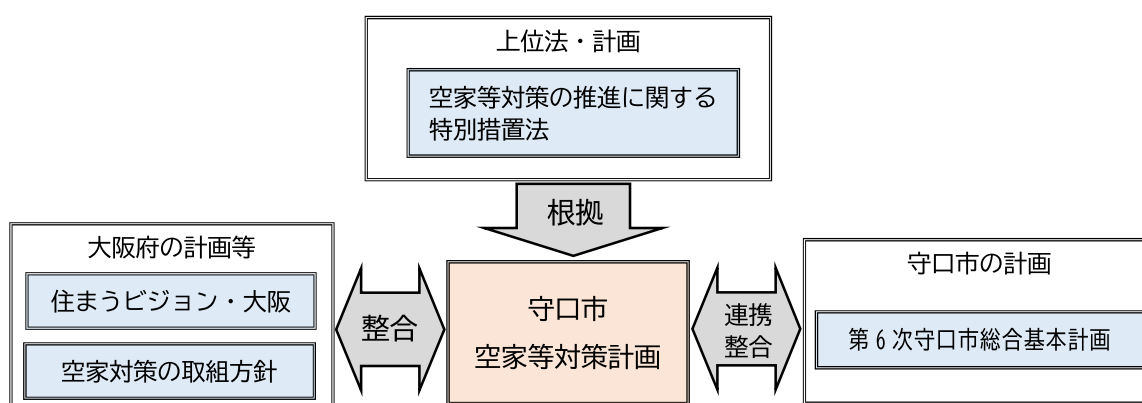 上位法・計画
空家等対策の推進に関する
特別措置法
根拠
大阪府の計画等
住まうビジョン・大阪
空家対策の取組方針
整合
守口市
空家等対策計画
連携
整合
守口市の計画
第6次守口市総合基本計画